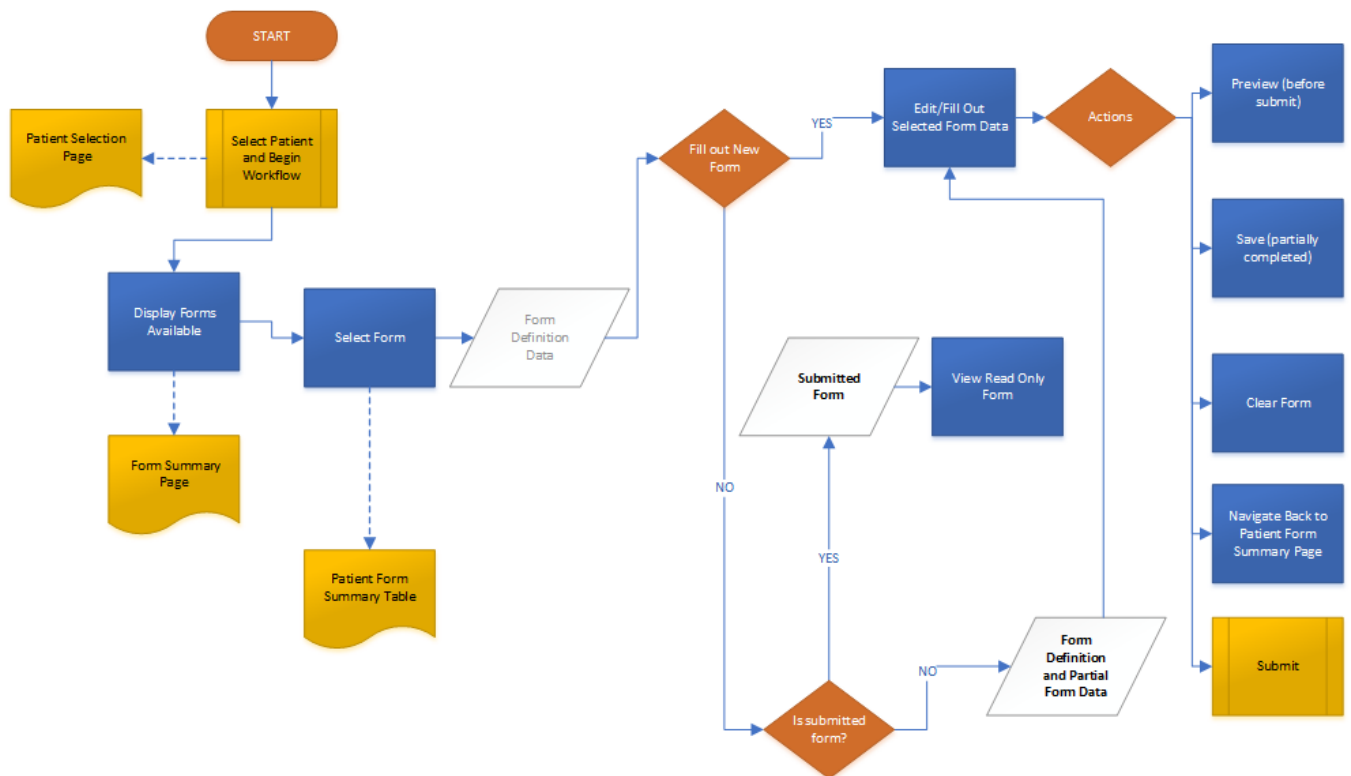 START
Patient Selection
Page
Select Patient
and Begin
Workflow
Display Forms
Available
Select Form
Form
Definition
Data
Form Summary
Page
Patient Form
Summary Table
Fill out New
Form
YES
NO
Edit/Fill Out
Selected Form Data
Actions
Submitted
Form
View Read Only
Form
YES
Is submitted
form?
NO
Form
Definition
and Partial
Form Data
Preview (before
submit)
Save (partially
completed)
Clear Form
Navigate Back to
Patient Form
Summary Page
Submit